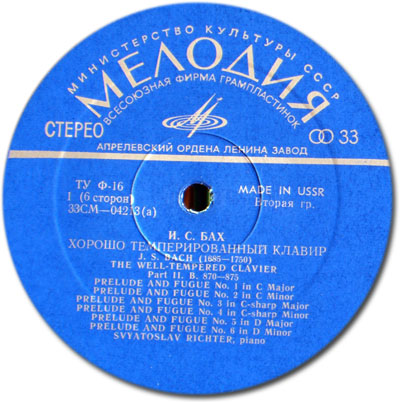 МИНИСТЕРСТВО КУЛЬТУРЫ СССР
МЕЛОДИЯ
ВСЕСОЮЗНАЯ ФИРМА ГРАМПЛАСТИНОК
СТЕРЕО
33
АПРЕЛЕВСКИЙ ОРДЕНА ЛЕНИНА ЗАВОД
ТУ Ф-16
1 (6 сторон)
33СМ—04213(а)
MADE IN USSR
Вторая гр.
И. С. БАХ
ХОРОШО ТЕМПЕРИРОВАННЫЙ КЛАВИР
J. S. BACH (1685—1750)
THE WELL-TEMPERED CLAVIER
Part II. B. 870—875
PRELUDE AND FUGUE No. 1 in C Major
PRELUDE AND FUGUE No. 2 in C Minor
PRELUDE AND FUGUE No. 3 in C-sharp Major
PRELUDE AND FUGUE No. 4 in C-sharp Minor
PRELUDE AND FUGUE No. 5 in D Major
PRELUDE AND FUGUE No. 6 in D Minor
SVYATOSLAV RICHTER, piano